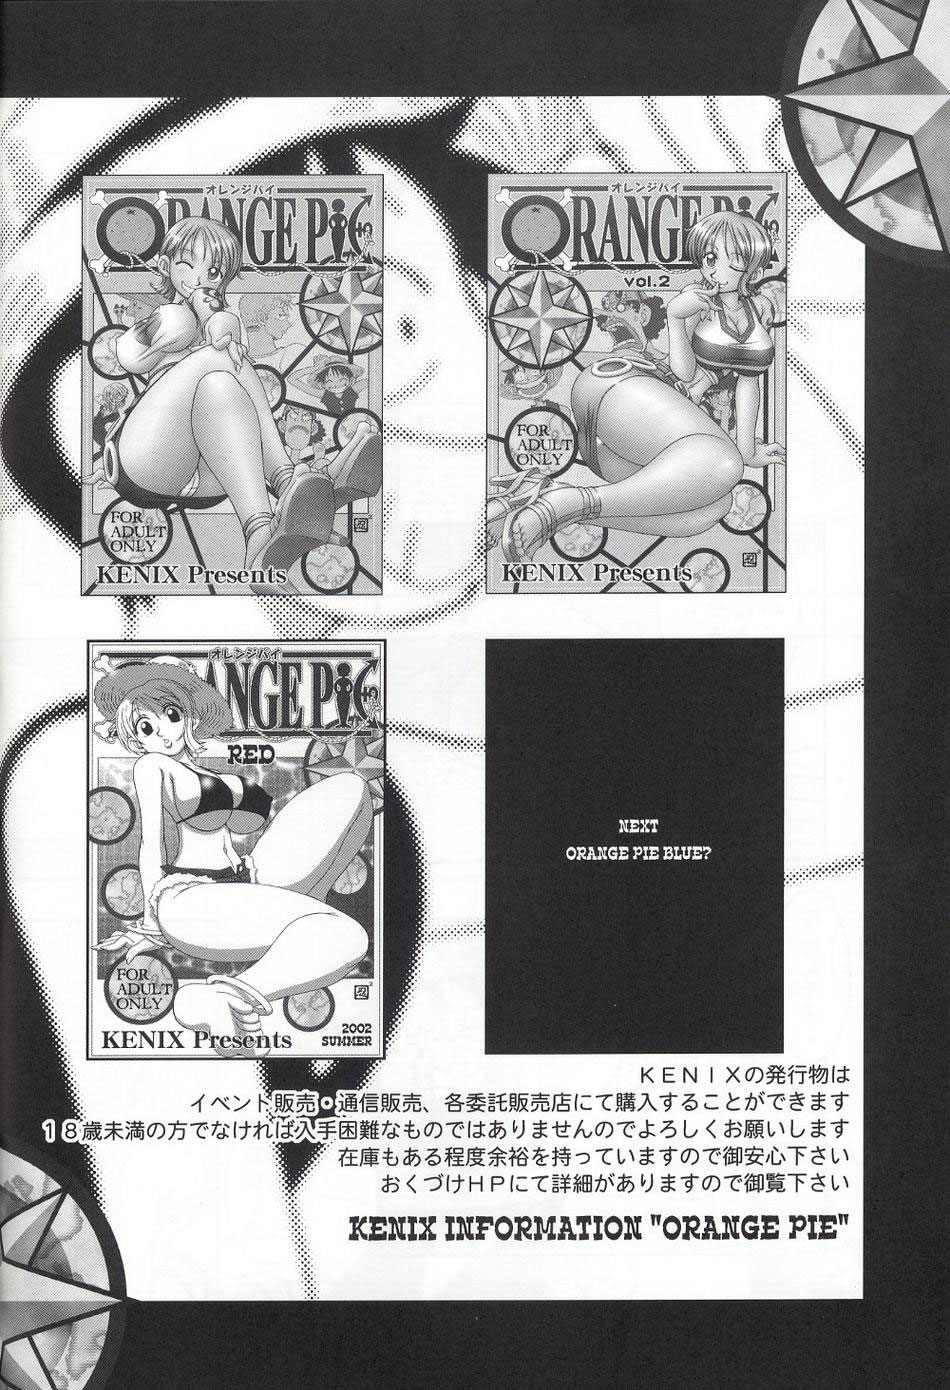 オレンジパイ
ORANGE PIE
FOR
ADULT
ONLY
KENIX Presents
オレンジパイ
ORANGE PIE
vol.2
FOR
ADULT
ONLY
KENIX Presents
オレンジパイ
ANGE PIE
RED
FOR
ADULT
ONLY
2002
SUMMER
KENIX Presents
NEXT
ORANGE PIE BLUE?
ＫＥＮＩＸの発行物は
イベント販売・通信販売、各委託販売店にて購入することができます
１８歳未満の方でなければ入手困難なものではありませんのでよろしくお願いします
在庫もある程度余裕を持っていますので御安心下さい
おくづけＨＰにて詳細がありますので御覧下さい
KENIX INFORMATION "ORANGE PIE"